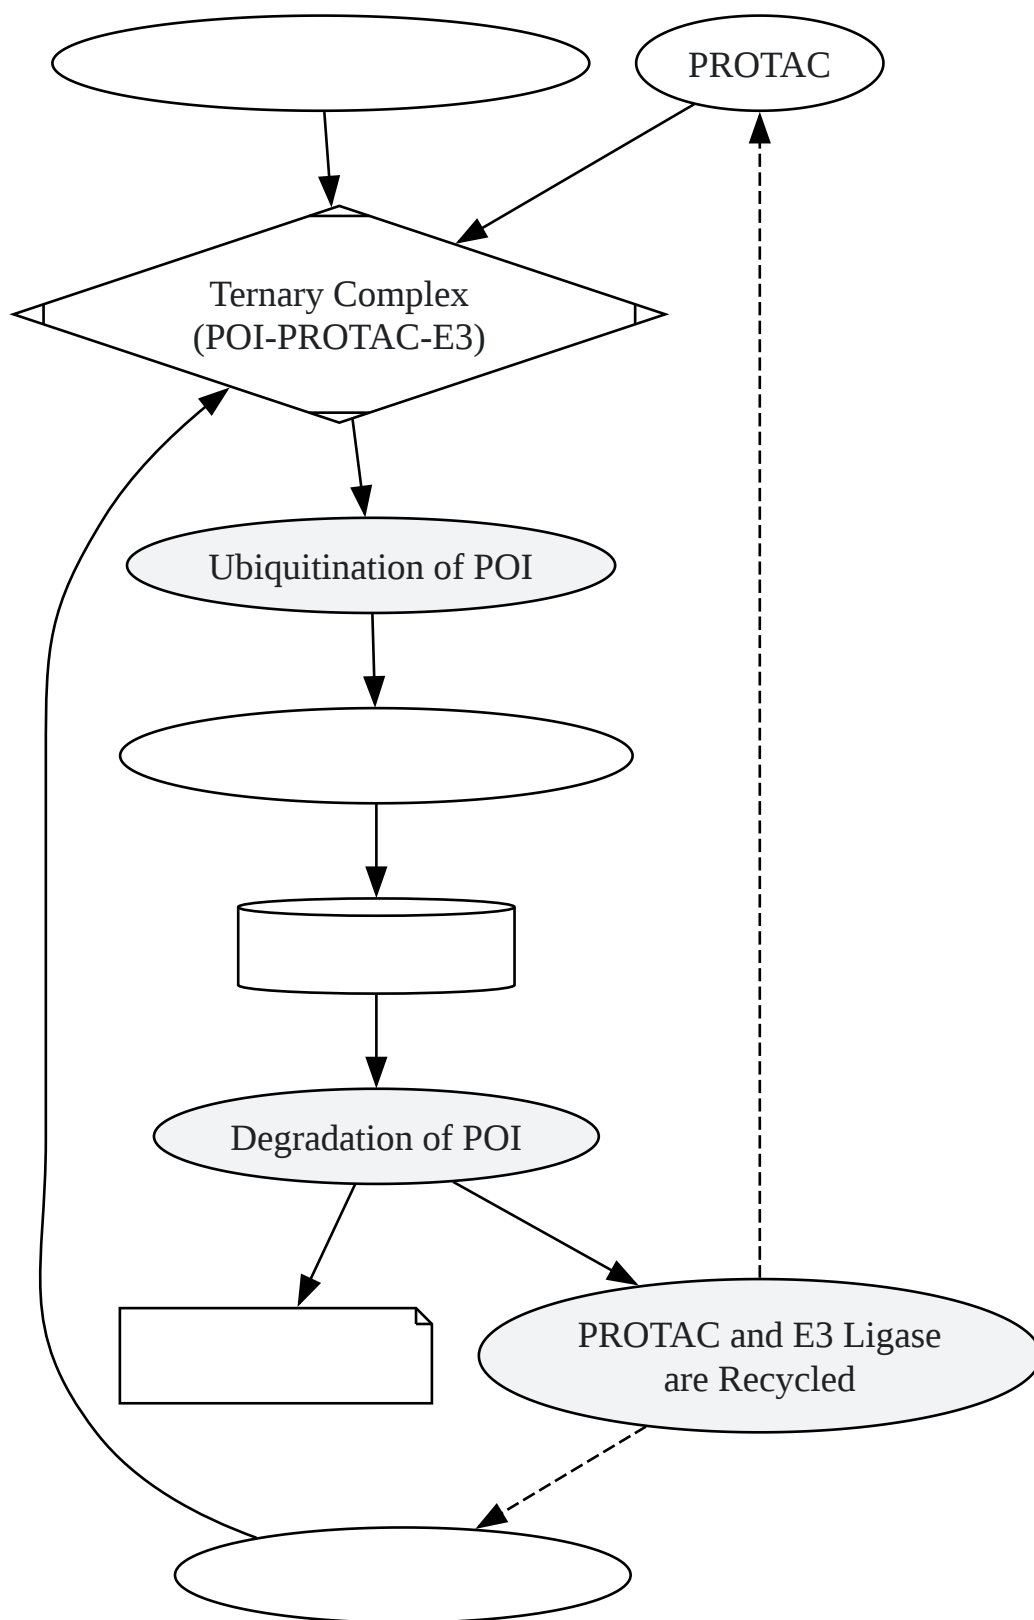 PROTAC
Ternary Complex
(POI-PROTAC-E3)
Ubiquitination of POI
Degradation of POI
PROTAC and E3 Ligase
are Recycled